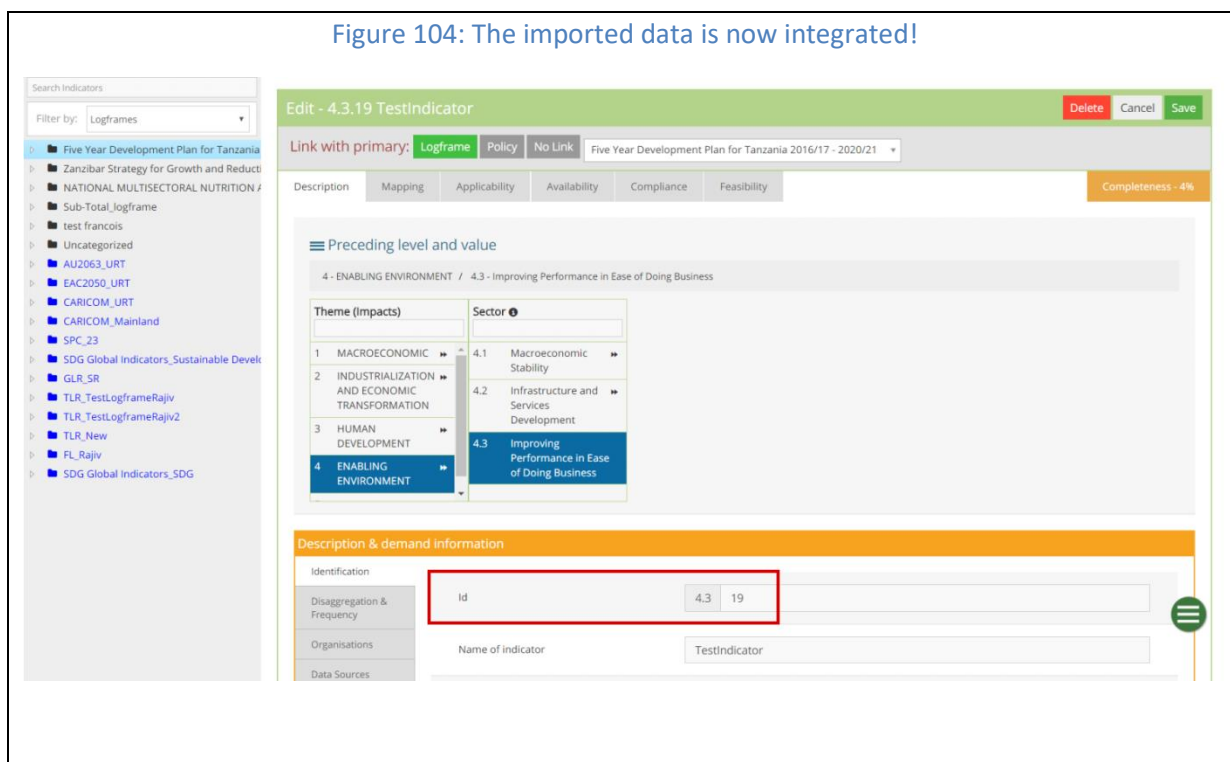 Figure 104: The imported data is now integrated!
Search Indicators
Filter by: Logframes
Five Year Development Plan for Tanzania
Zanzibar Strategy for Growth and Reducti
NATIONAL MULTISECTORAL NUTRITION A
Sub-Total_logframe
test francois
Uncategorized
AU2063_URT
EAC2050_URT
CARICOM_URT
CARICOM_Mainland
SPC_23
SDG Global Indicators_Sustainable Develo
GLR_SR
TLR_TestLogframeRajiv
TLR_TestLogframeRajiv2
TLR_New
FL_Rajiv
SDG Global Indicators_SDG
Edit - 4.3.19 TestIndicator
Delete Cancel Save
Link with primary: Logframe Policy No Link Five Year Development Plan for Tanzania 2016/17 - 2020/21
Description Mapping Applicability Availability Compliance Feasibility Completeness - 4%
Preceding level and value
4 - ENABLING ENVIRONMENT / 4.3 - Improving Performance in Ease of Doing Business
Theme (Impacts)
1 MACROECONOMIC
2 INDUSTRIALIZATION
AND ECONOMIC
TRANSFORMATION
3 HUMAN
DEVELOPMENT
4 ENABLING
ENVIRONMENT
Sector
4.1 Macroeconomic
Stability
4.2 Infrastructure and
Services
Development
4.3 Improving
Performance in Ease
of Doing Business
Description & demand information
Identification
Disaggregation &
Frequency
Organisations
Data Sources
Id 4.3 19
Name of indicator TestIndicator